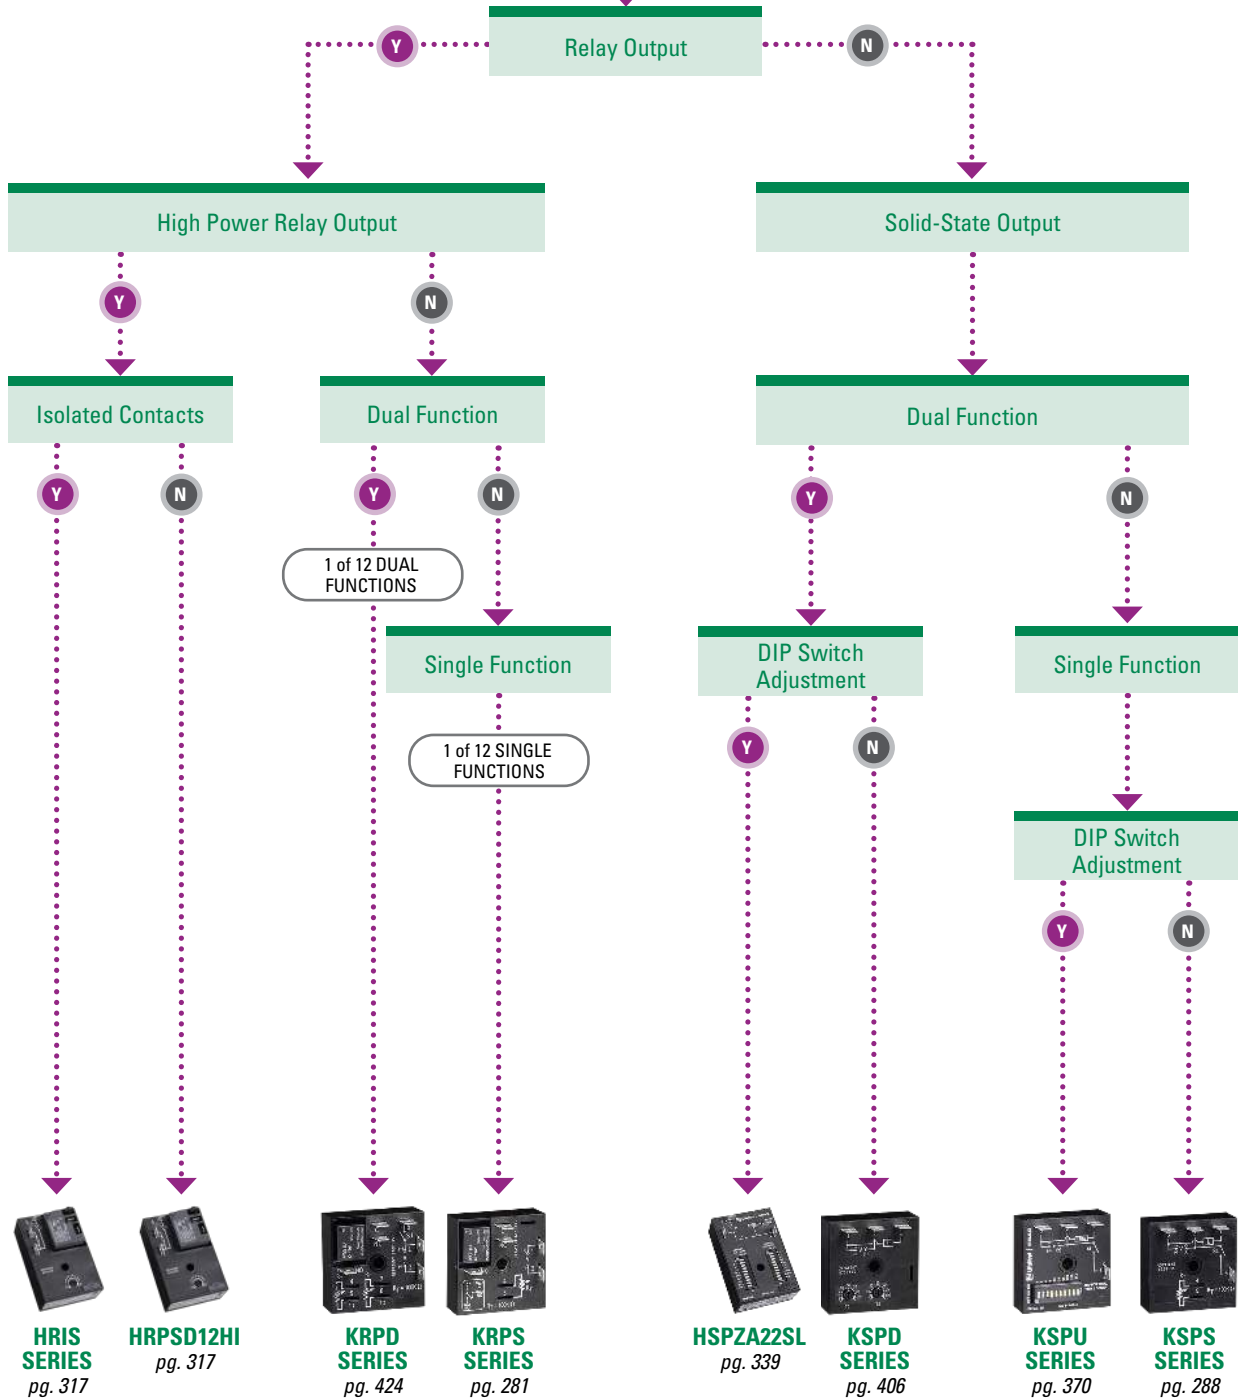 Relay Output
Y
N
High Power Relay Output
Solid-State Output
Y
N
Isolated Contacts
Dual Function
Dual Function
Y
N
Y
N
Y
N
1 of 12 DUAL
FUNCTIONS
Single Function
DIP Switch
Adjustment
Single Function
1 of 12 SINGLE
FUNCTIONS
Y
N
DIP Switch
Adjustment
Y
N
HRIS
SERIES
pg. 317
HRPSD12HI
pg. 317
KRPD
SERIES
pg. 424
KRPS
SERIES
pg. 281
HSPZA22SL
pg. 339
KSPD
SERIES
pg. 406
KSPU
SERIES
pg. 370
KSPS
SERIES
pg. 288